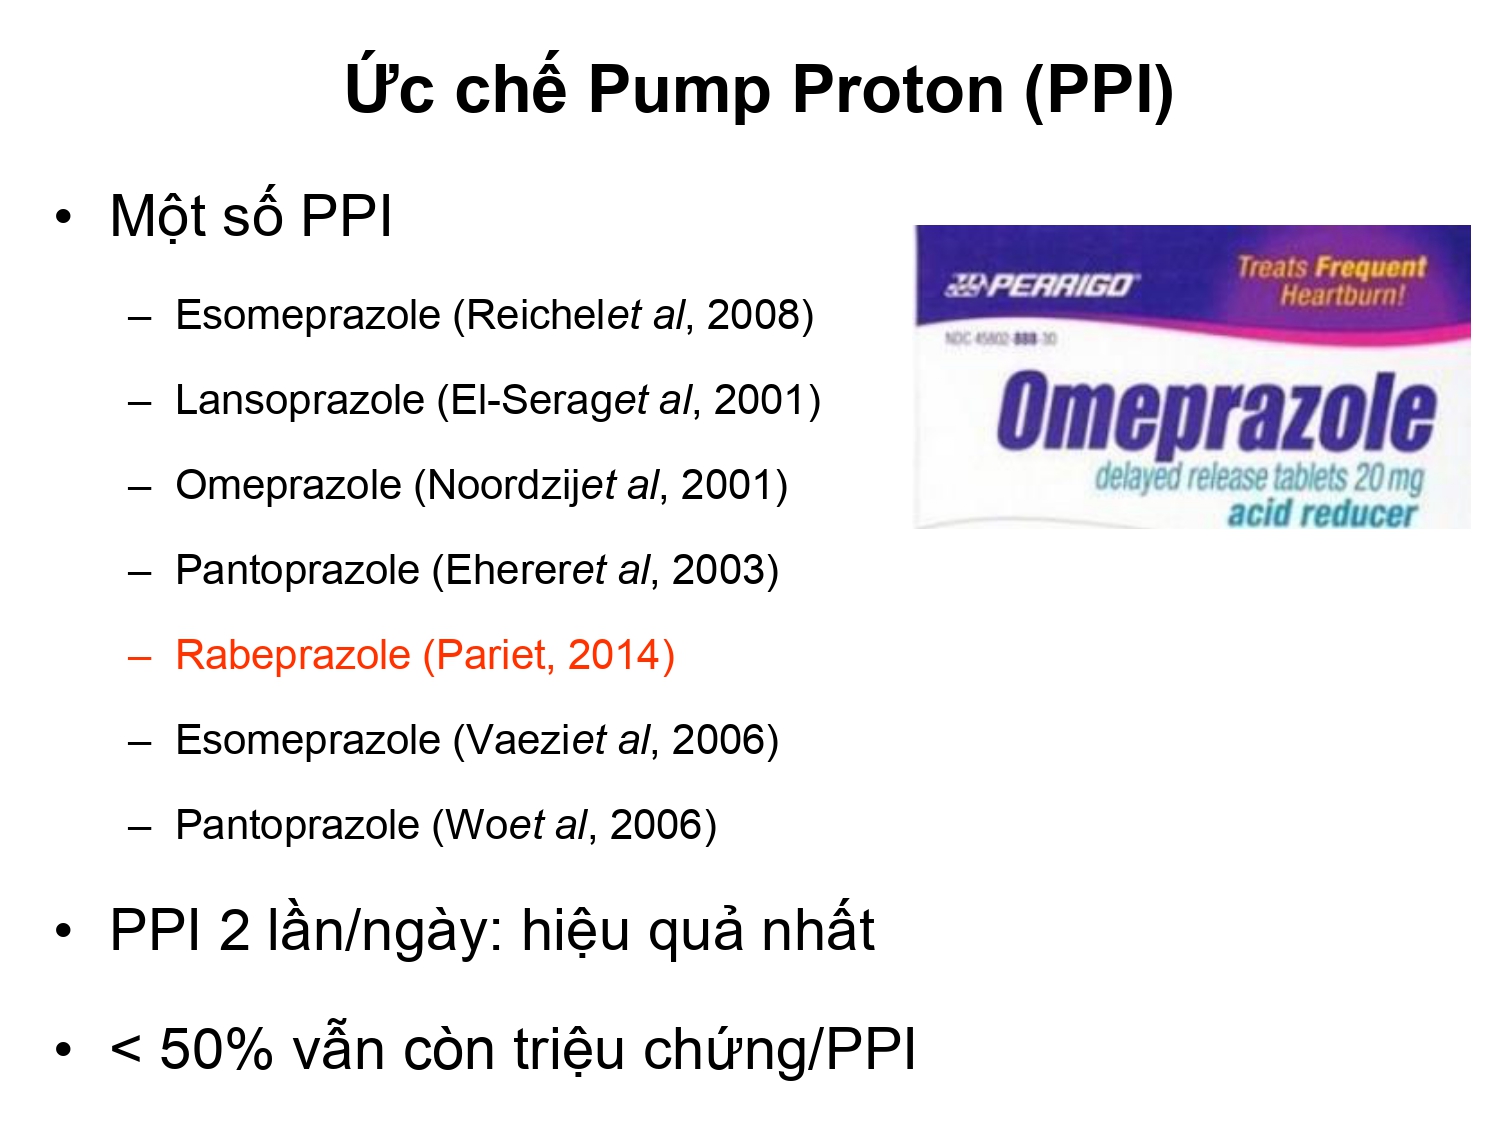 Ức chế Pump Proton (PPI)
• Một số PPI
– Esomeprazole (Reichelet al, 2008)
– Lansoprazole (El-Seraget al, 2001)
– Omeprazole (Noordzijet al, 2001)
– Pantoprazole (Ehereret al, 2003)
– Rabeprazole (Pariet, 2014)
– Esomeprazole (Vaeziet al, 2006)
– Pantoprazole (Woet al, 2006)
• PPI 2 lần/ngày: hiệu quả nhất
• < 50% vẫn còn triệu chứng/PPI
PERRIGO
Treats Frequent
Heartburn!
NDC 45802-888-30
Omeprazole
delayed release tablets 20 mg
acid reducer